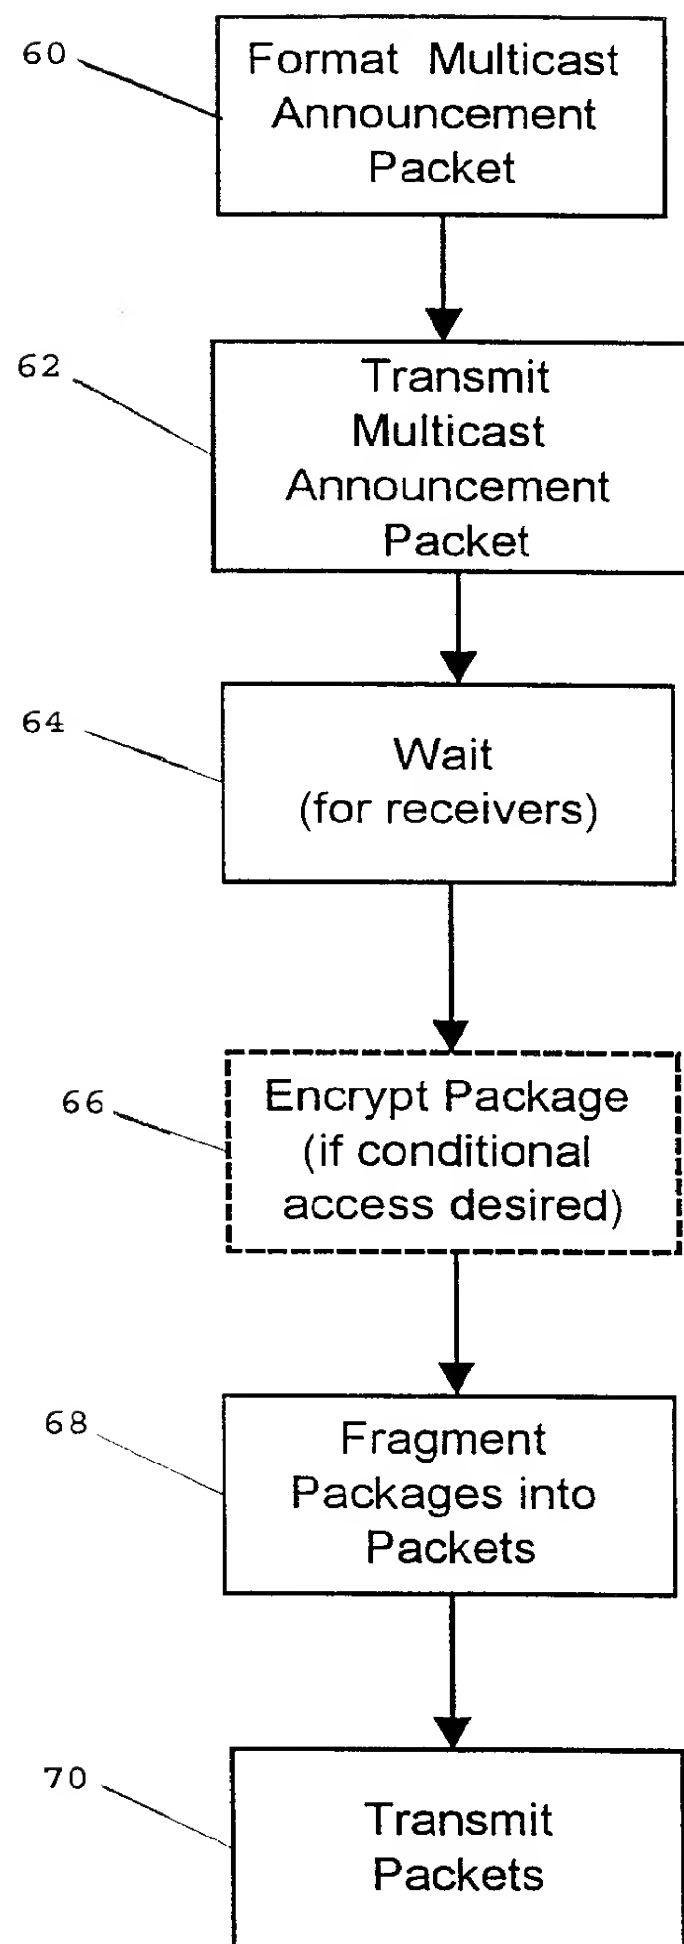 60
Format Multicast
Announcement
Packet
62
Transmit
Multicast
Announcement
Packet
64
Wait
(for receivers)
66
Encrypt Package
(if conditional
access desired)
68
Fragment
Packages into
Packets
70
Transmit
Packets